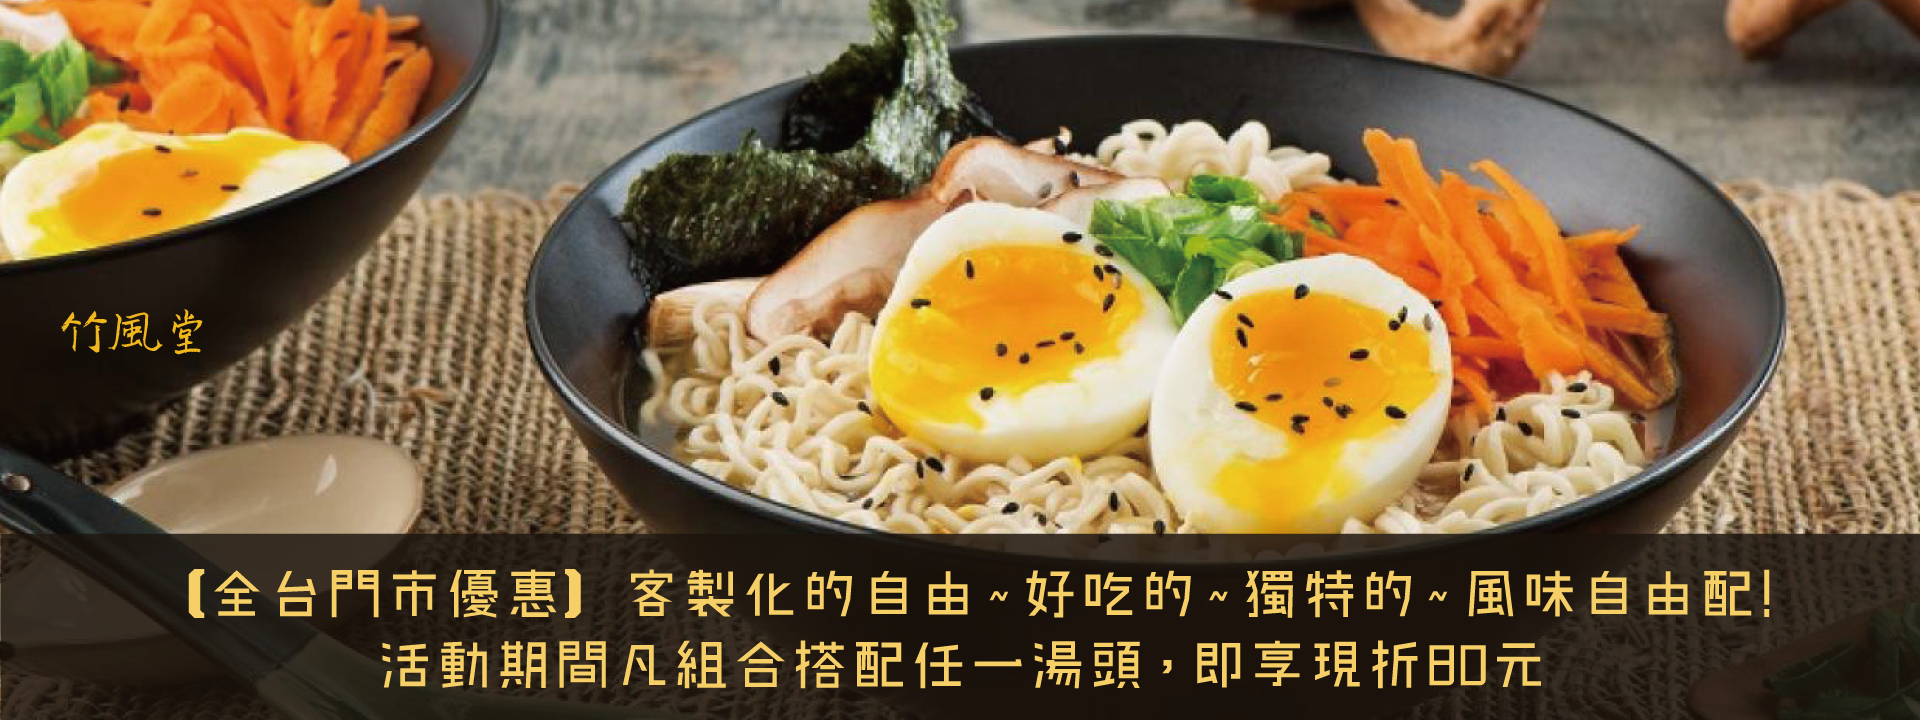 竹風堂
【全台門市優惠】客製化的自由~好吃的~獨特的~風味自由配!
活動期間凡組合搭配任一湯頭，即享現折80元